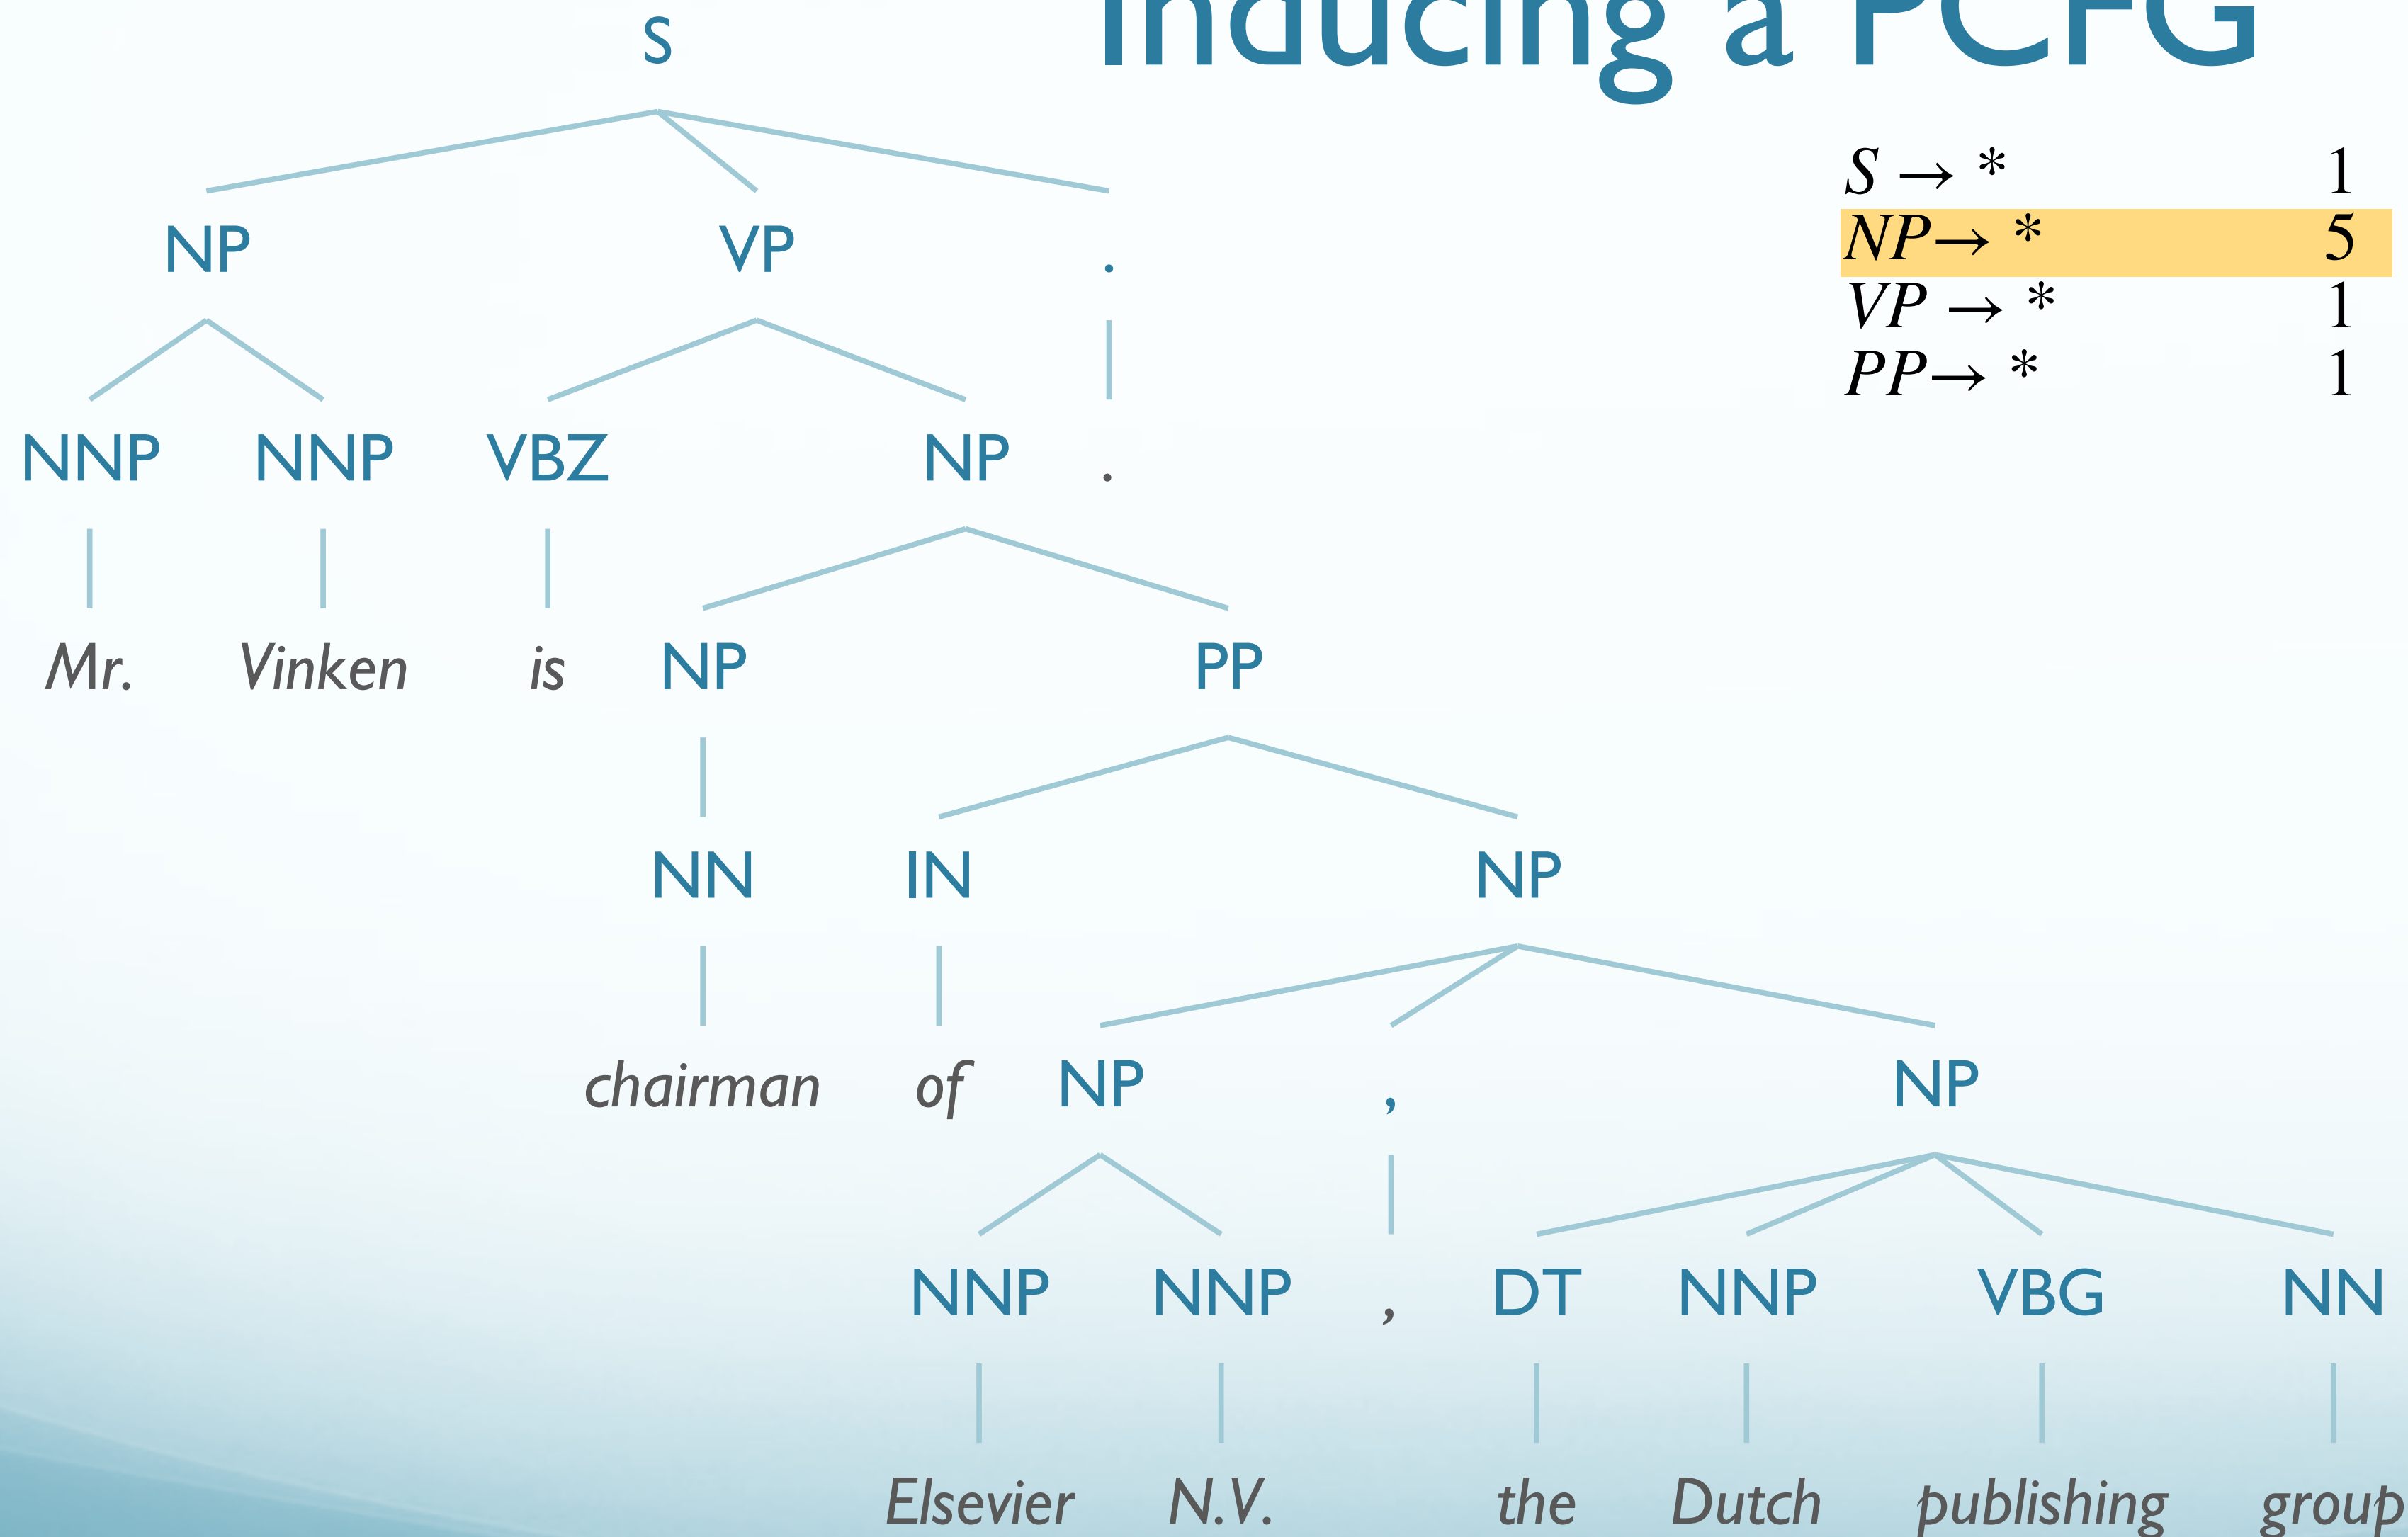 Inducing a PCFG
S
S → * 1
NP→ * 5
VP → * 1
PP→ * 1
NP VP .
NNP NNP VBZ NP .
Mr. Vinken is NP PP
NN IN NP
chairman of NP , NP
NNP NNP , DT NNP VBG NN
Elsevier N.V. the Dutch publishing group